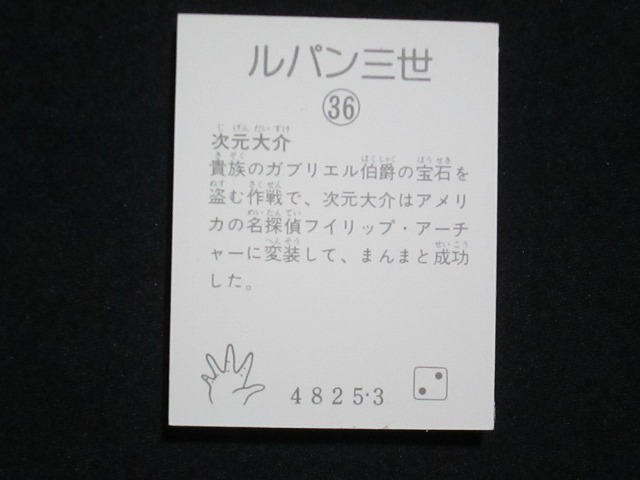 ルパン三世
㊱
次元大介
貴族のガブリエル伯爵の宝石を
盗む作戦で、次元大介はアメリ
カの名探偵フイリップ・アーチ
ャーに変装して、まんまと成功
した。
4825・3